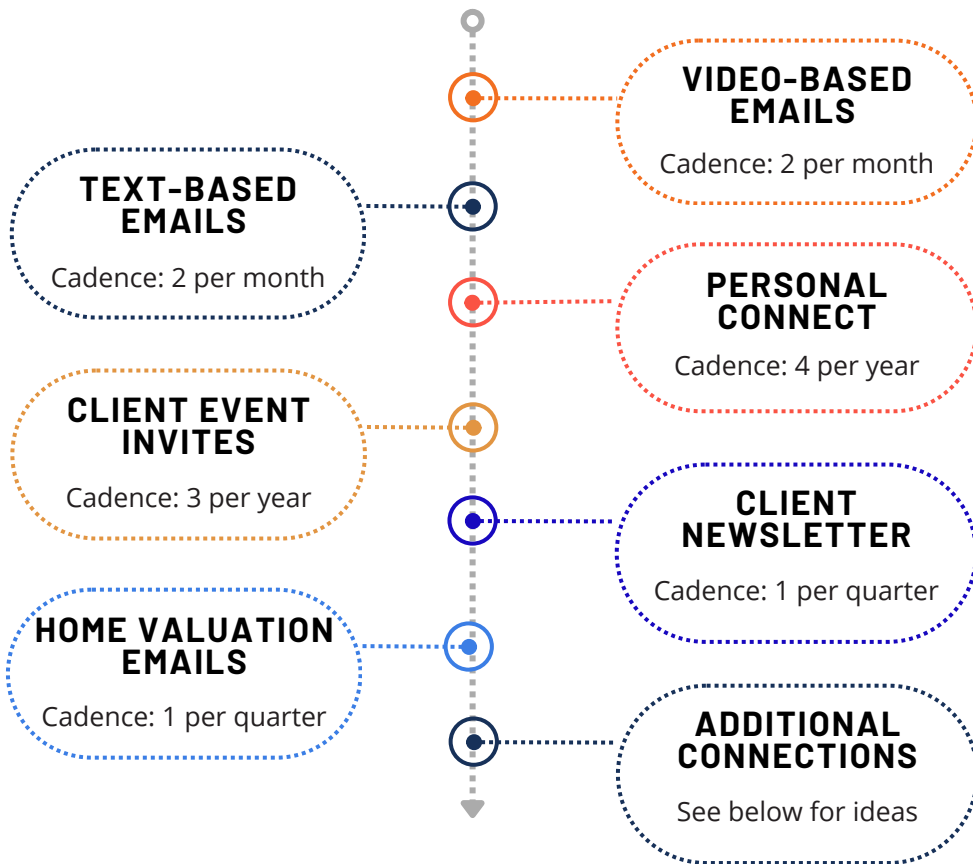 VIDEO-BASED
EMAILS
Cadence: 2 per month
TEXT-BASED
EMAILS
Cadence: 2 per month
PERSONAL
CONNECT
Cadence: 4 per year
CLIENT EVENT
INVITES
Cadence: 3 per year
CLIENT
NEWSLETTER
Cadence: 1 per quarter
HOME VALUATION
EMAILS
Cadence: 1 per quarter
ADDITIONAL
CONNECTIONS
See below for ideas